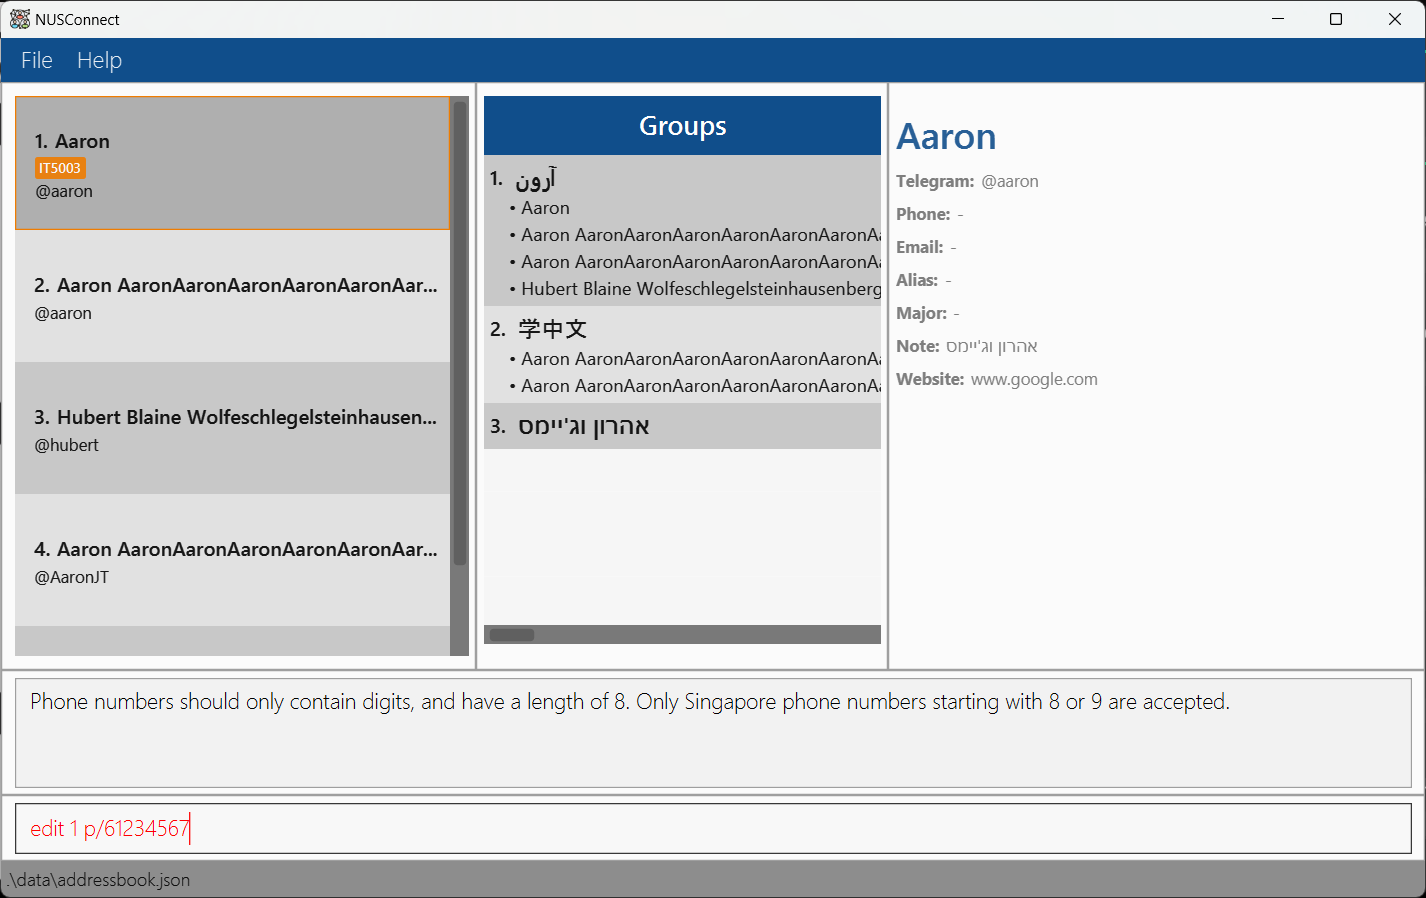 NUSConnect
File Help
1. Aaron
IT5003
@aaron
2. Aaron AaronAaronAaronAaronAaronAar...
@aaron
3. Hubert Blaine Wolfeschlegelsteinhausen...
@hubert
4. Aaron AaronAaronAaronAaronAaronAar...
@AaronJT
Groups
1. آرون
• Aaron
• Aaron AaronAaronAaronAaronAaronAaronAa
• Aaron AaronAaronAaronAaronAaronAaronAa
• Hubert Blaine Wolfeschlegelsteinhausenberg
2. 学中文
• Aaron AaronAaronAaronAaronAaronAaronAa
• Aaron AaronAaronAaronAaronAaronAaronAa
3. אהרון וג'יימס
Aaron
Telegram: @aaron
Phone: -
Email: -
Alias: -
Major: -
Note: אהרון וג'יימס
Website: www.google.com
Phone numbers should only contain digits, and have a length of 8. Only Singapore phone numbers starting with 8 or 9 are accepted.
edit 1 p/61234567
.\data\addressbook.json